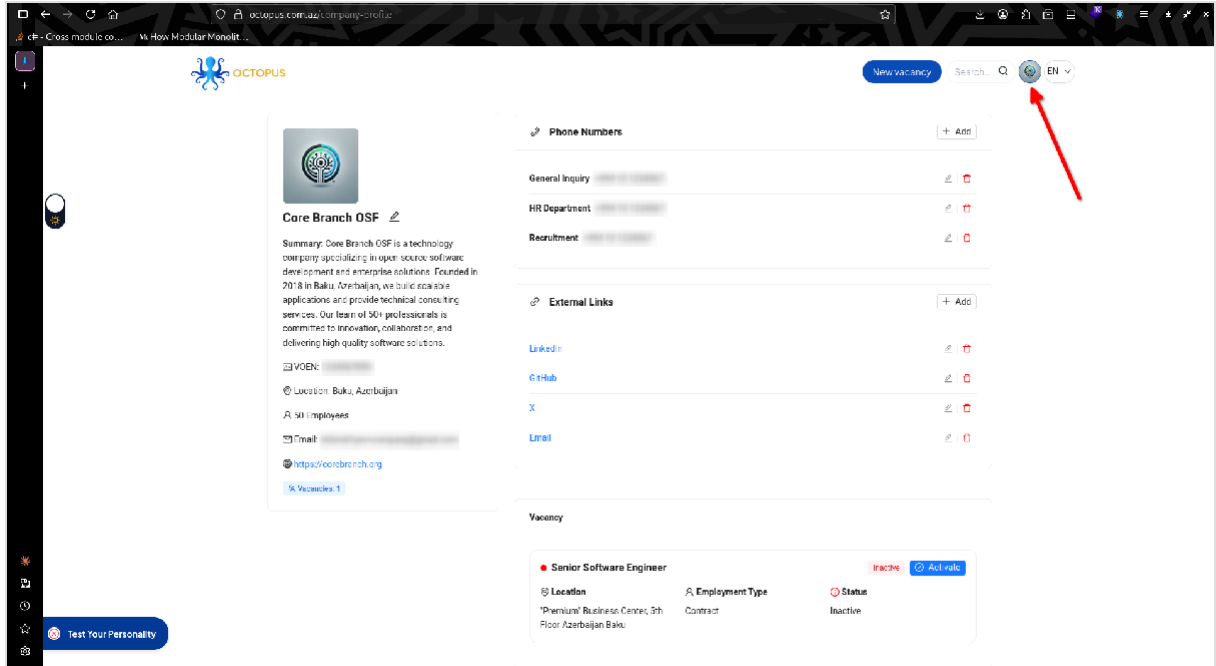 octopus.com.az/company-profile
c# - Cross module co...
How Modular Monolit...
OCTOPUS
New vacancy
Search...
EN
Core Branch OSF
Summary: Core Branch OSF is a technology
company specializing in open-source software
development and enterprise solutions. Founded in
2018 in Baku, Azerbaijan, we build scalable
applications and provide technical consulting
services. Our team of 50+ professionals is
committed to innovation, collaboration, and
delivering high-quality software solutions.
VOEN:
Location: Baku, Azerbaijan
50 Employees
Email:
https://corebranch.org
Vacancies: 1
Phone Numbers
+ Add
General Inquiry
HR Department
Recruitment
External Links
+ Add
LinkedIn
GitHub
X
Email
Vacancy
Senior Software Engineer
Inactive
Activate
Location
Employment Type
Status
"Premium" Business Center, 5th
Floor Azerbaijan Baku
Contract
Inactive
Test Your Personality